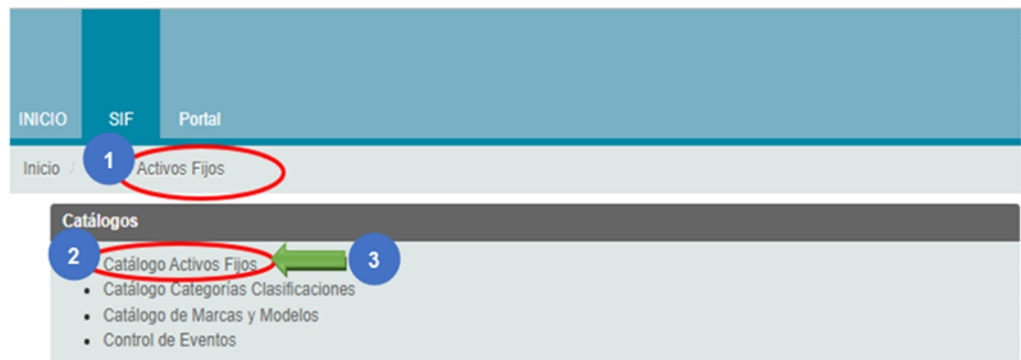 INICIO SIF Portal
Inicio / 1 Activos Fijos
Catálogos
2 Catálogo Activos Fijos 3
• Catálogo Categorías Clasificaciones
• Catálogo de Marcas y Modelos
• Control de Eventos